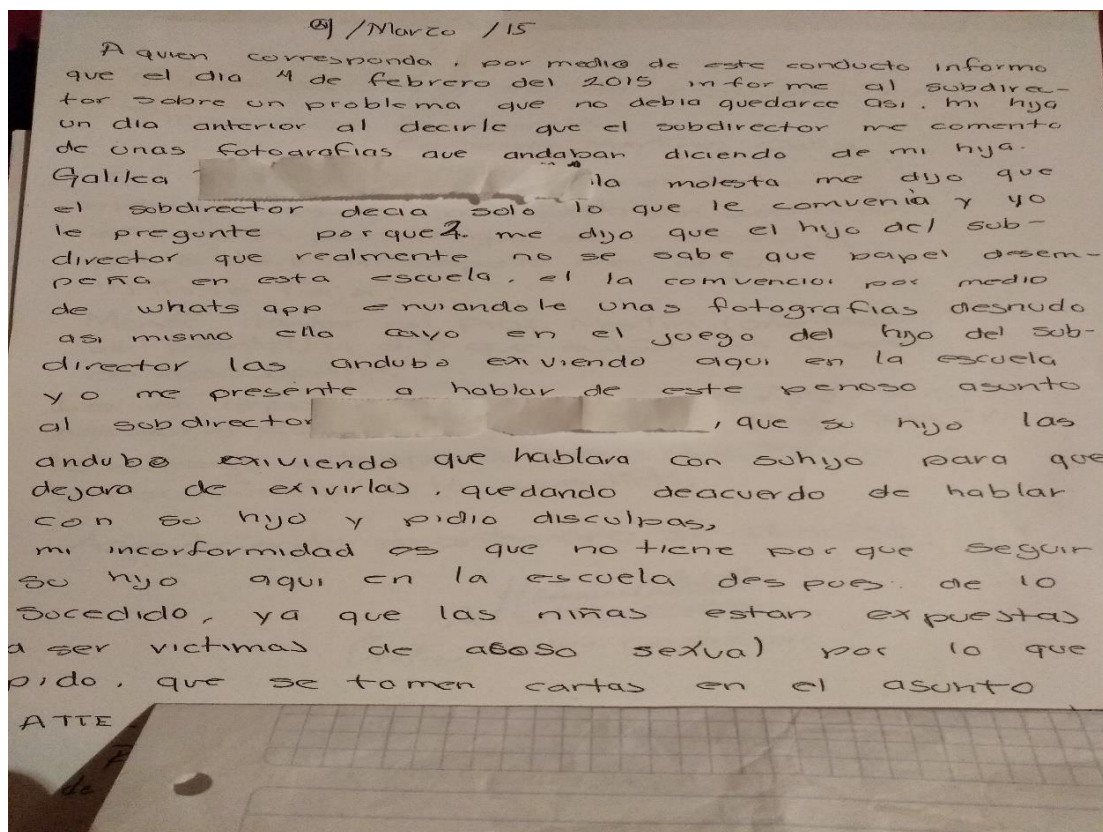 /Marzo /15
A quien corresponda, por medio de este conducto informo
que el dia 4 de febrero del 2015 informe al subdirec-
tor sobre un problema que no debia quedarce asi. mi hija
un dia anterior al decirle que el subdirector me comento
de unas fotografias que andaban diciendo de mi hija.
Galilea la molesta me dijo que
el subdirector decia solo lo que le comvenia y yo
le pregunte porque?. me dijo que el hijo del sub-
director que realmente no se sabe que papel desem-
peña en esta escuela. el la comvencio por medio
de whats app enviandole unas fotografias desnudo
asi mismo ella cayo en el juego del hijo del sub-
director las andubo exiviendo aqui en la escuela
yo me presente a hablar de este penoso asunto
al subdirector , que su hijo las
andubo exiviendo que hablara con suhijo para que
dejara de exivirlas, quedando deacuerdo de hablar
con su hijo y pidio disculpas,
mi incorformidad es que no tiene por que seguir
su hijo aqui en la escuela despues. de lo
sucedido, ya que las niñas estan expuestas
a ser victimas de acoso sexual por lo que
pido, que se tomen cartas en el asunto
ATTE
de